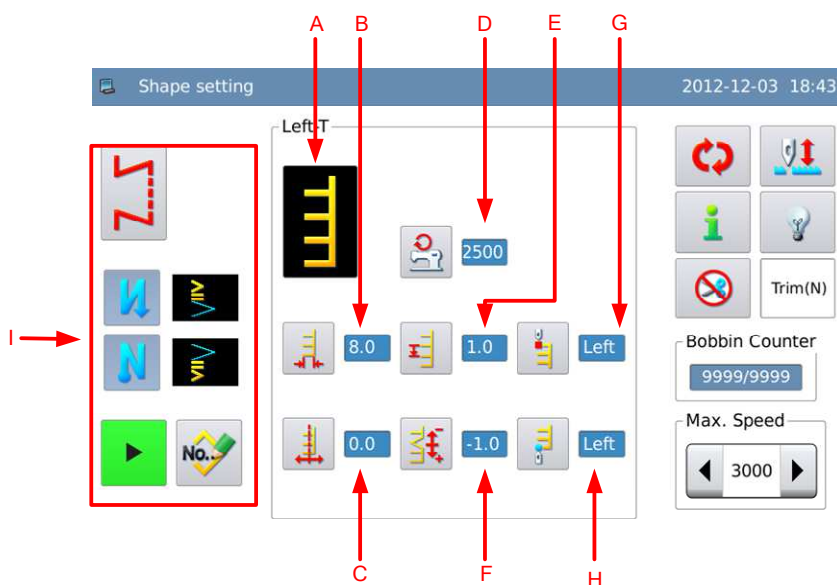 A B D E G
Shape setting 2012-12-03 18:43
Left-T
2500
Trim(N)
I
8.0 1.0 Left
Bobbin Counter
9999/9999
No..
0.0 -1.0 Left
Max. Speed
3000
C F H